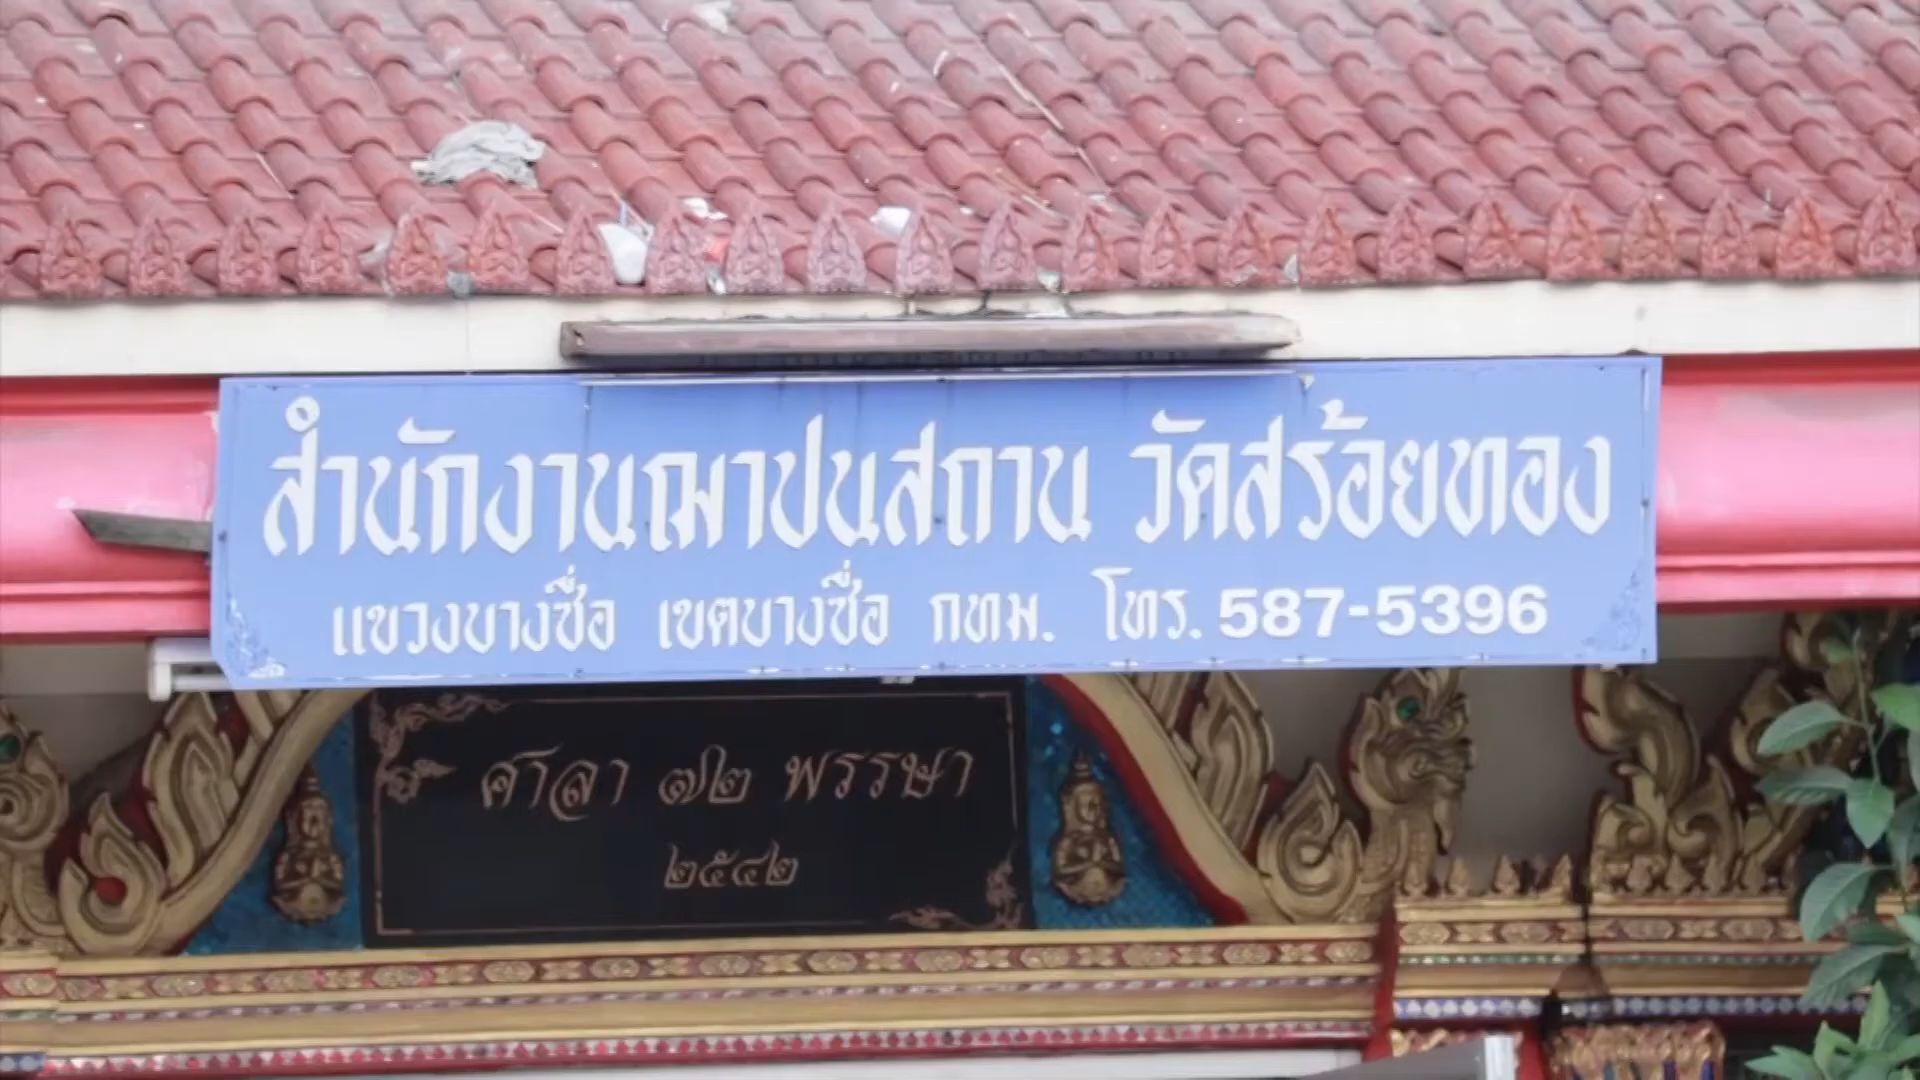 สำนักงานฌาปนสถาน วัดสร้อยทอง
แขวงบางซื่อ เขตบางซื่อ กทม. โทร. 587-5396
ศาลา ๗๒ พรรษา
๒๕๔๒